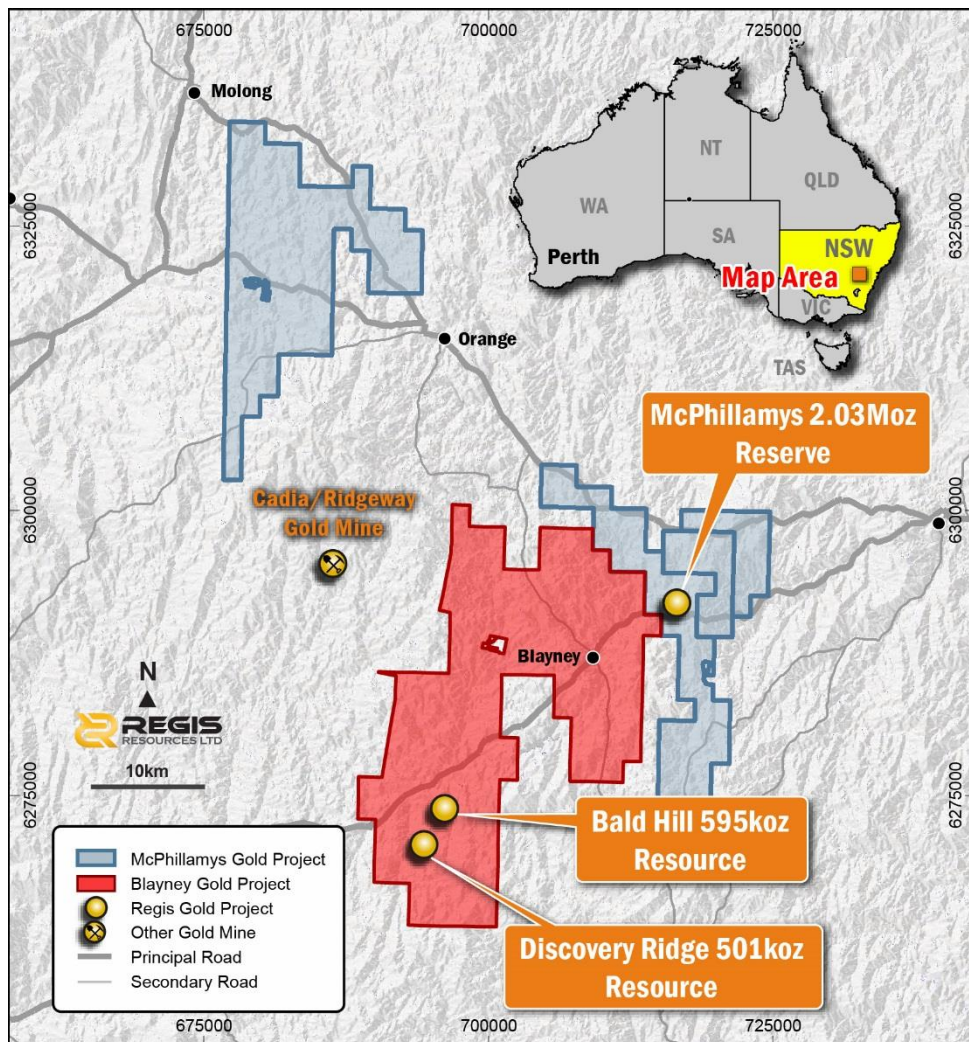 675000
700000
725000
Molong
NT
QLD
WA
SA
Perth
NSW
Map Area
VIC
TAS
6325000
6325000
Orange
McPhillamys 2.03Moz
Reserve
Cadia/Ridgeway
Gold Mine
6300000
6300000
Blayney
N
REGIS
RESOURCES LTD
10km
6275000
6275000
Bald Hill 595koz
Resource
Discovery Ridge 501koz
Resource
McPhillamys Gold Project
Blayney Gold Project
Regis Gold Project
Other Gold Mine
Principal Road
Secondary Road
675000
700000
725000